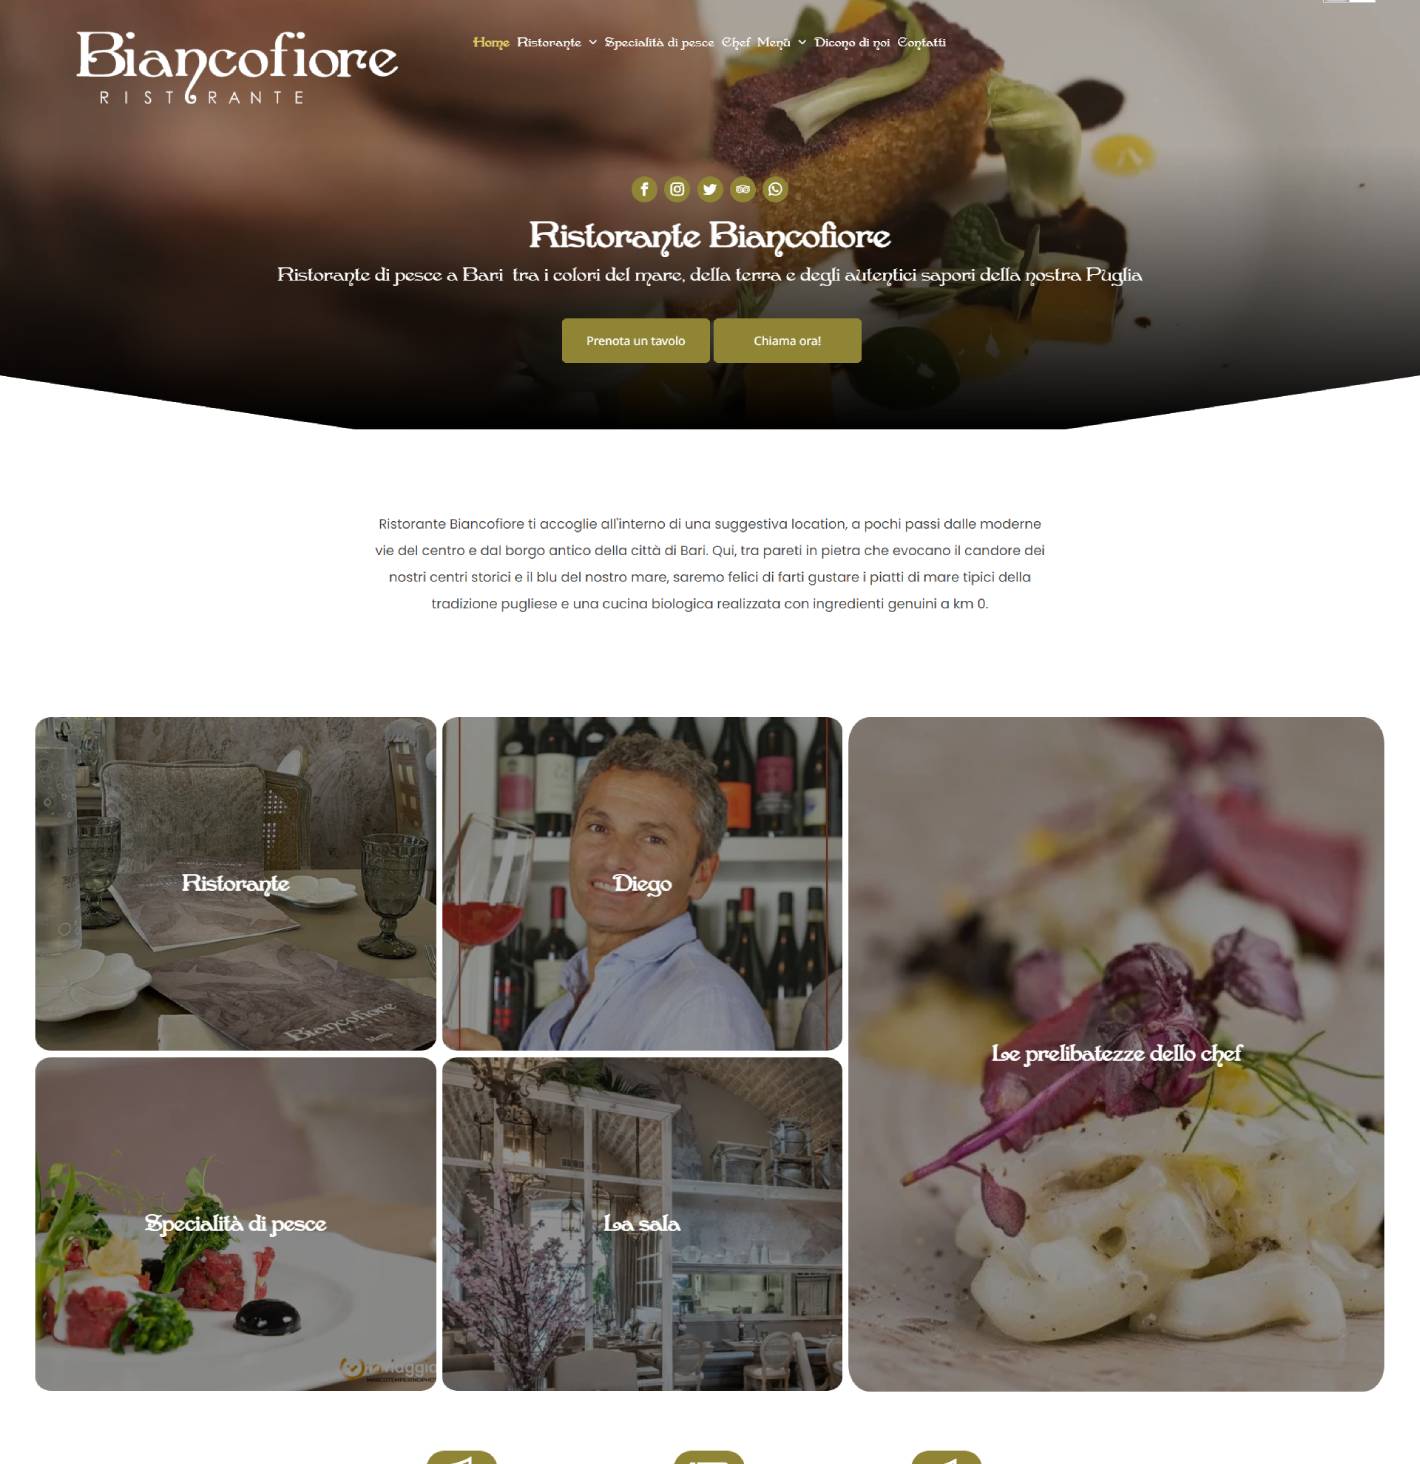 Biancofiore
RISTORANTE
Home Ristorante Specialità di pesce Chef Menù Dicono di noi Contatti
Ristorante Biancofiore
Ristorante di pesce a Bari tra i colori del mare, della terra e degli autentici sapori della nostra Puglia
Prenota un tavolo
Chiama ora!
Ristorante Biancofiore ti accoglie all'interno di una suggestiva location, a pochi passi dalle moderne
vie del centro e dal borgo antico della città di Bari. Qui, tra pareti in pietra che evocano il candore dei
nostri centri storici e il blu del nostro mare, saremo felici di farti gustare i piatti di mare tipici della
tradizione pugliese e una cucina biologica realizzata con ingredienti genuini a km 0.
Ristorante
Diego
Le prelibatezze dello chef
Biancofiore
Menu
Specialità di pesce
La sala